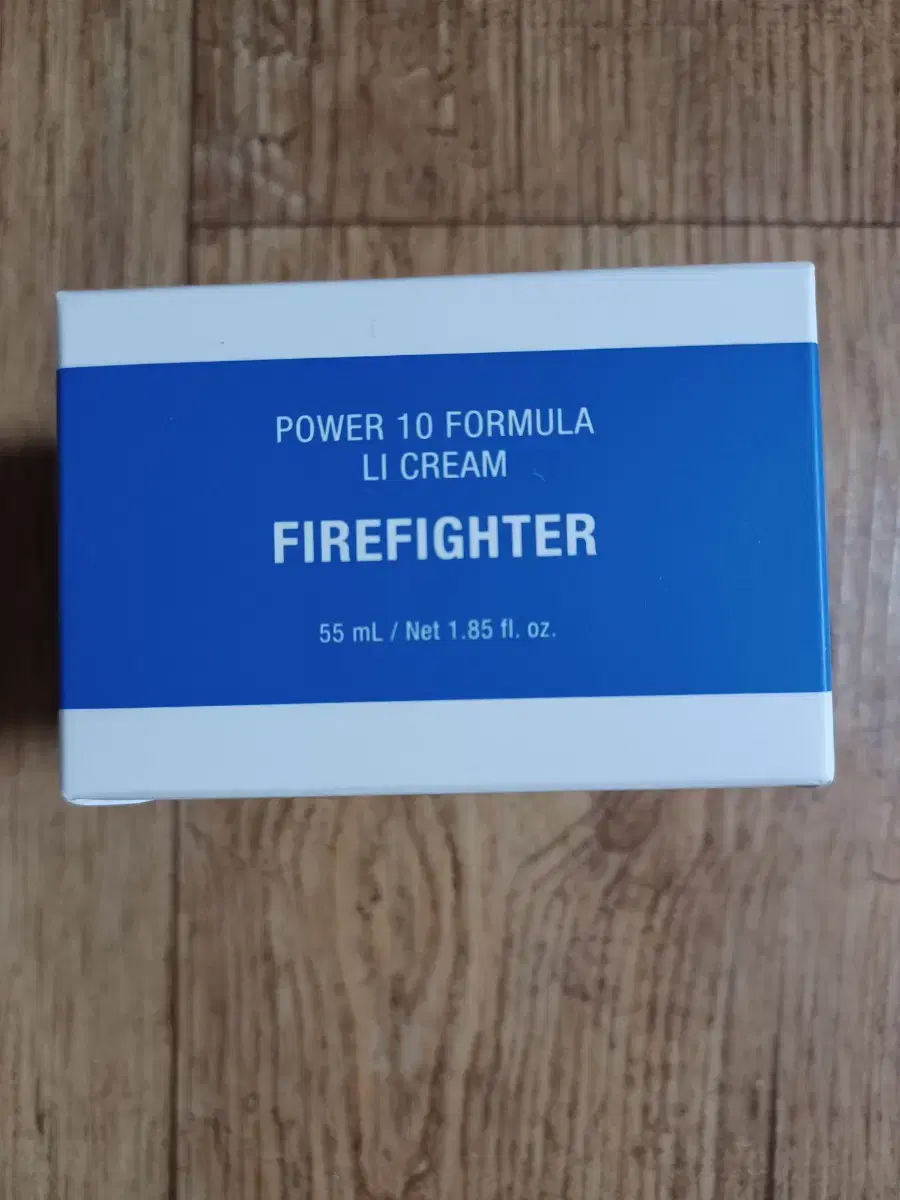 POWER 10 FORMULA
LI CREAM
FIREFIGHTER
55 mL / Net 1.85 fl. oz.